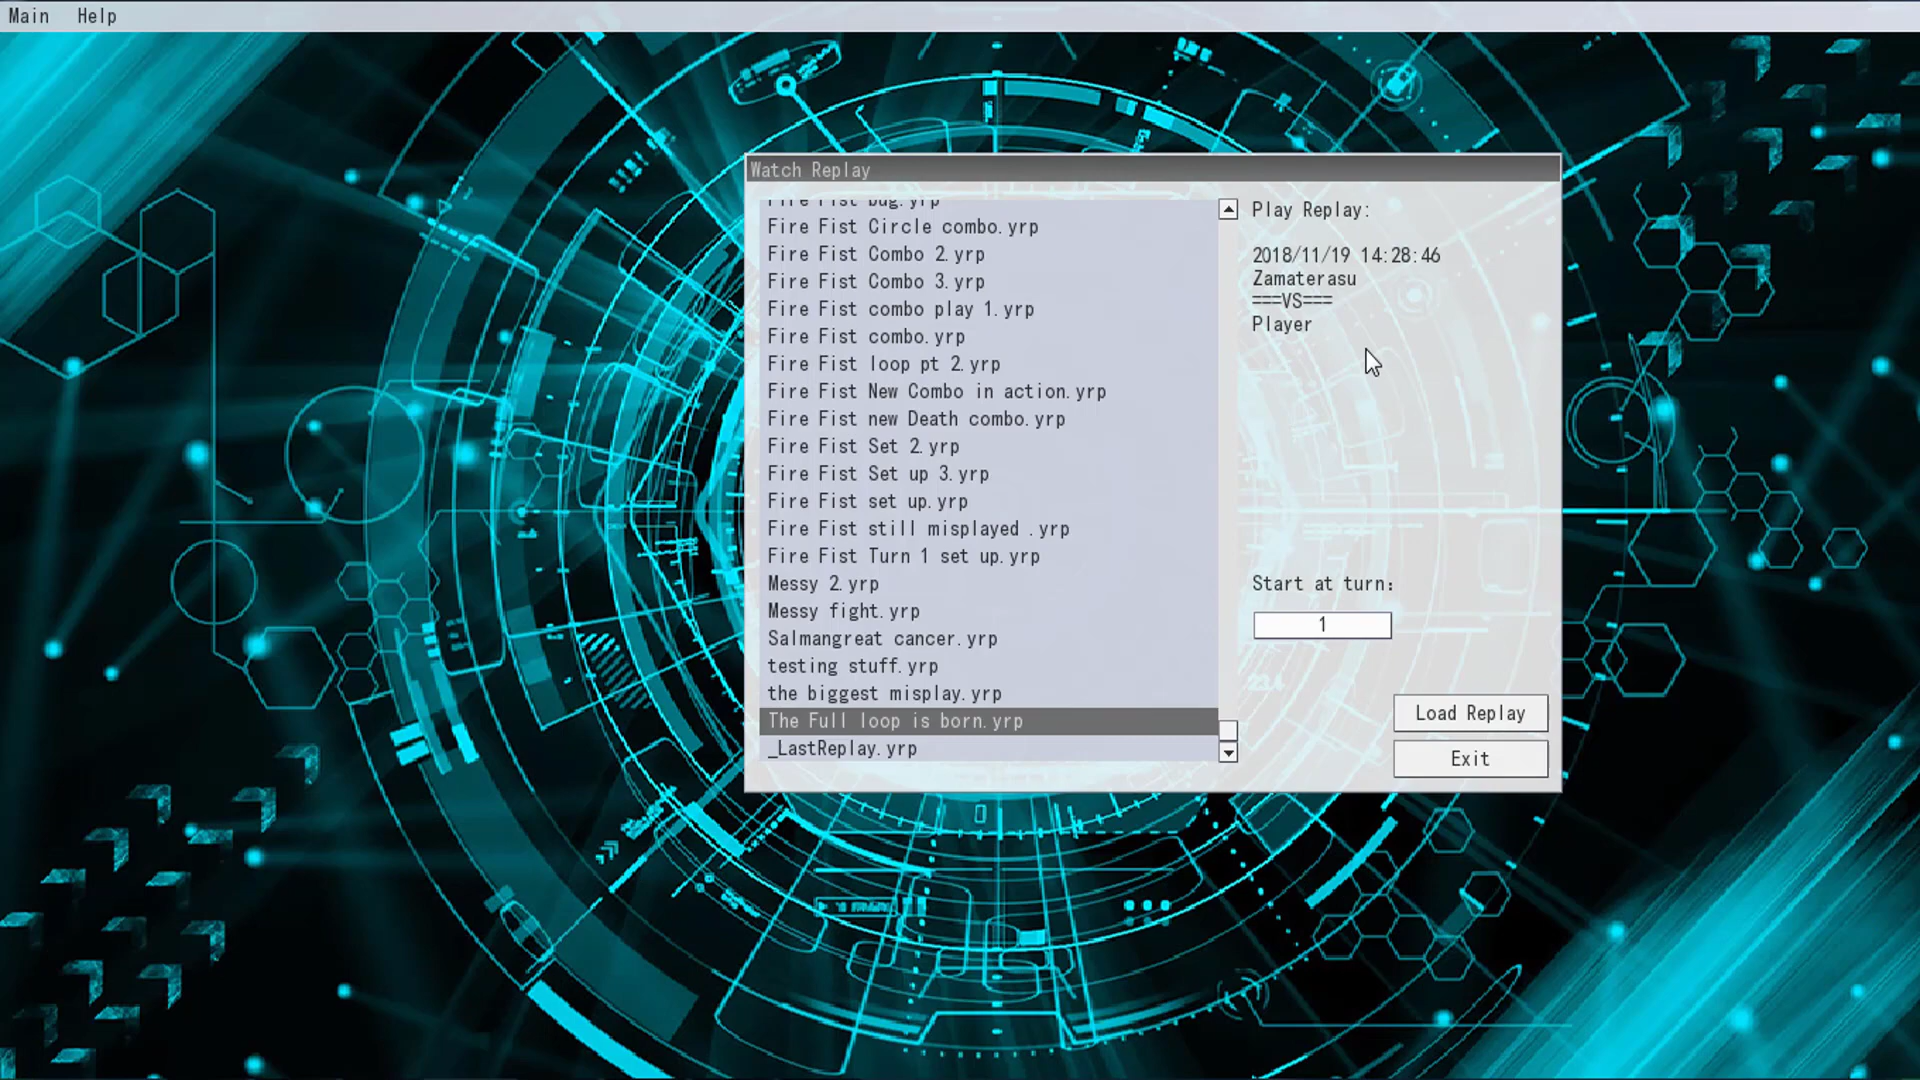 Main Help
Watch Replay
Fire Fist bug.yrp
Fire Fist Circle combo.yrp
Fire Fist Combo 2.yrp
Fire Fist Combo 3.yrp
Fire Fist combo play 1.yrp
Fire Fist combo.yrp
Fire Fist loop pt 2.yrp
Fire Fist New Combo in action.yrp
Fire Fist new Death combo.yrp
Fire Fist Set 2.yrp
Fire Fist Set up 3.yrp
Fire Fist set up.yrp
Fire Fist still misplayed .yrp
Fire Fist Turn 1 set up.yrp
Messy 2.yrp
Messy fight.yrp
Salmangreat cancer.yrp
testing stuff.yrp
the biggest misplay.yrp
The Full loop is born.yrp
_LastReplay.yrp
Play Replay:
2018/11/19 14:28:46
Zamaterasu
===VS===
Player
Start at turn:
1
Load Replay
Exit